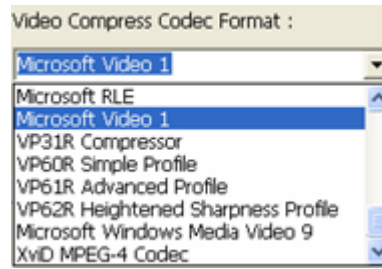 Video Compress Codec Format :
Microsoft Video 1
Microsoft RLE
Microsoft Video 1
VP31R Compressor
VP60R Simple Profile
VP61R Advanced Profile
VP62R Heightened Sharpness Profile
Microsoft Windows Media Video 9
XviD MPEG-4 Codec